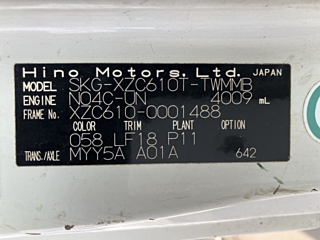 Hino Motors, Ltd. JAPAN
MODEL SKG-XZC610T-TWMMB
ENGINE N04C-UN 4009 mL
FRAME No. XZC610-0001488
COLOR TRIM PLANT
058 LF18 P11
TRANS./AXLE MYY5A A01A 642